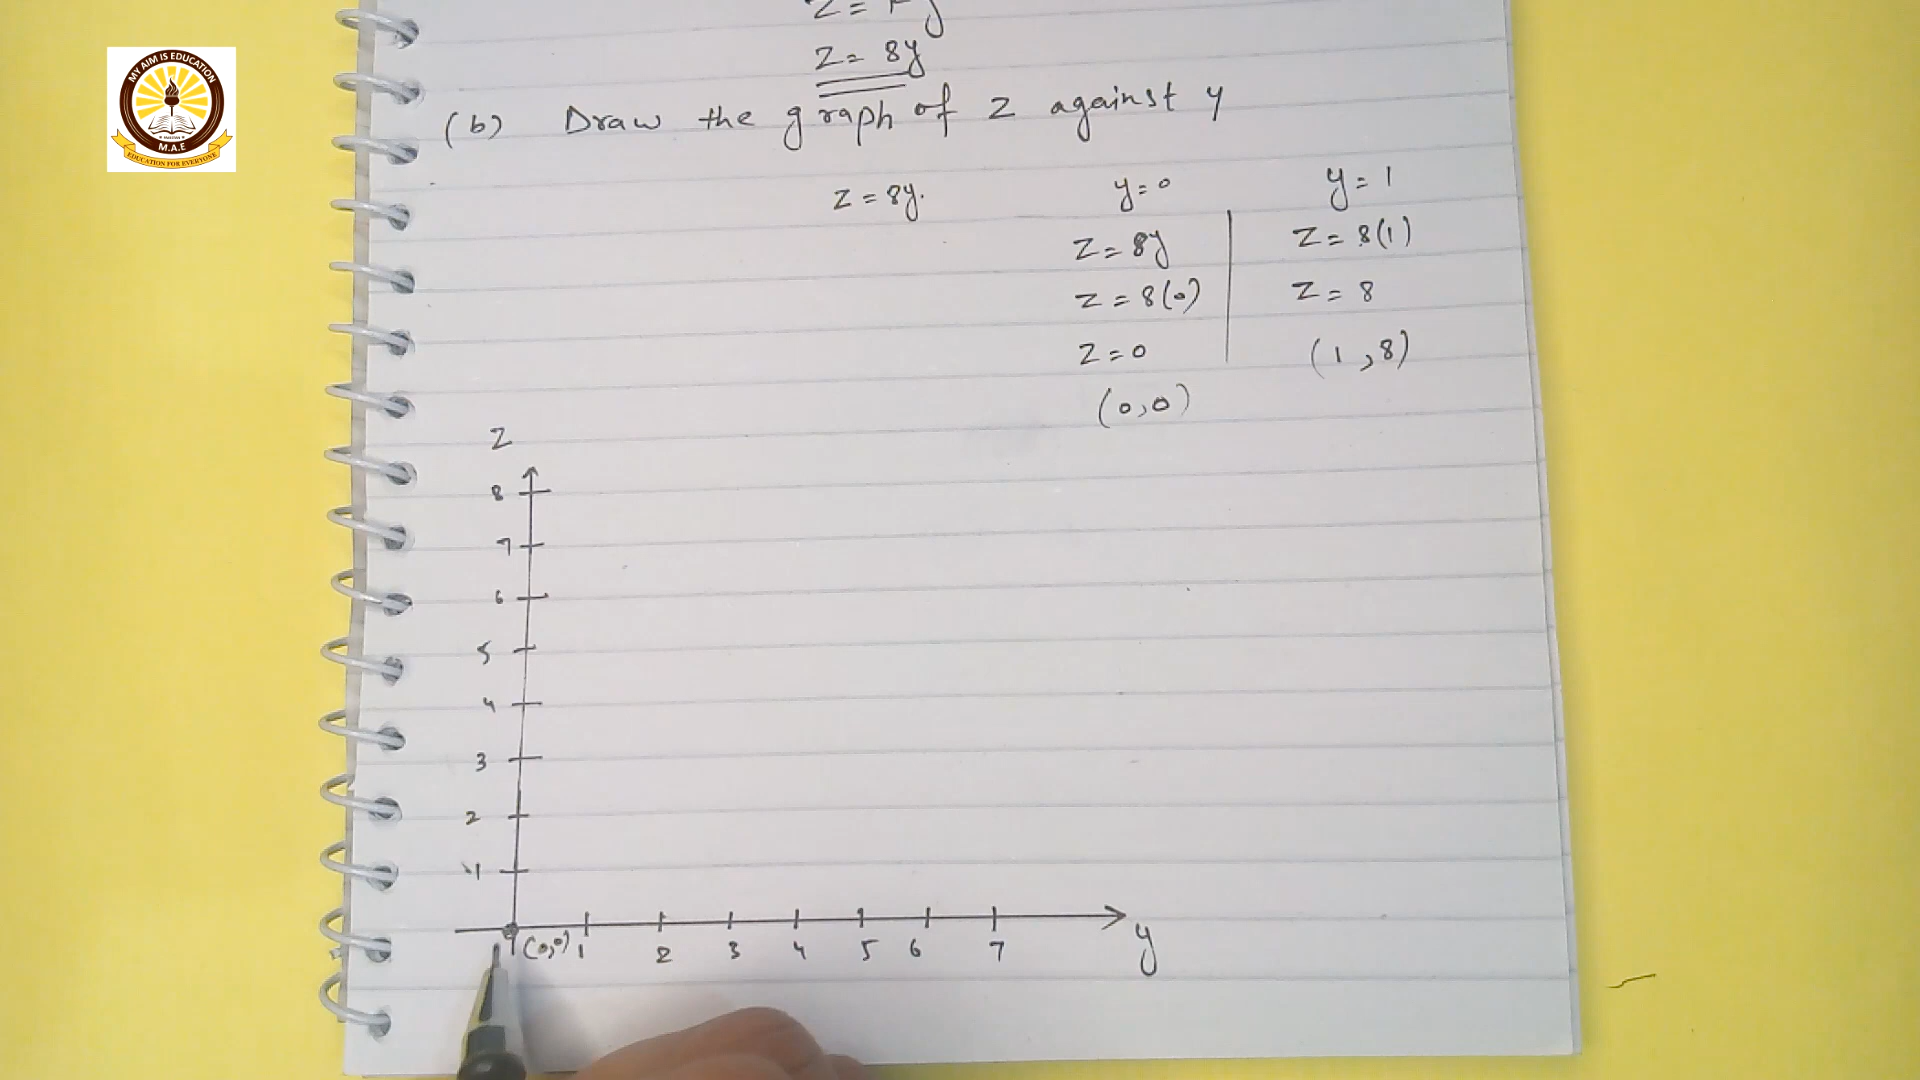 MY AIM IS EDUCATION
M.A.E
EDUCATION FOR EVERYONE
Z = 8y
(b) Draw the graph of z against y
Z = 8y.
y = 0
Z = 8y
Z = 8(0)
Z = 0
(0,0)
y = 1
Z = 8(1)
Z = 8
(1,8)
Z
8
7
6
5
4
3
2
1
(0,0) 1 2 3 4 5 6 7
y